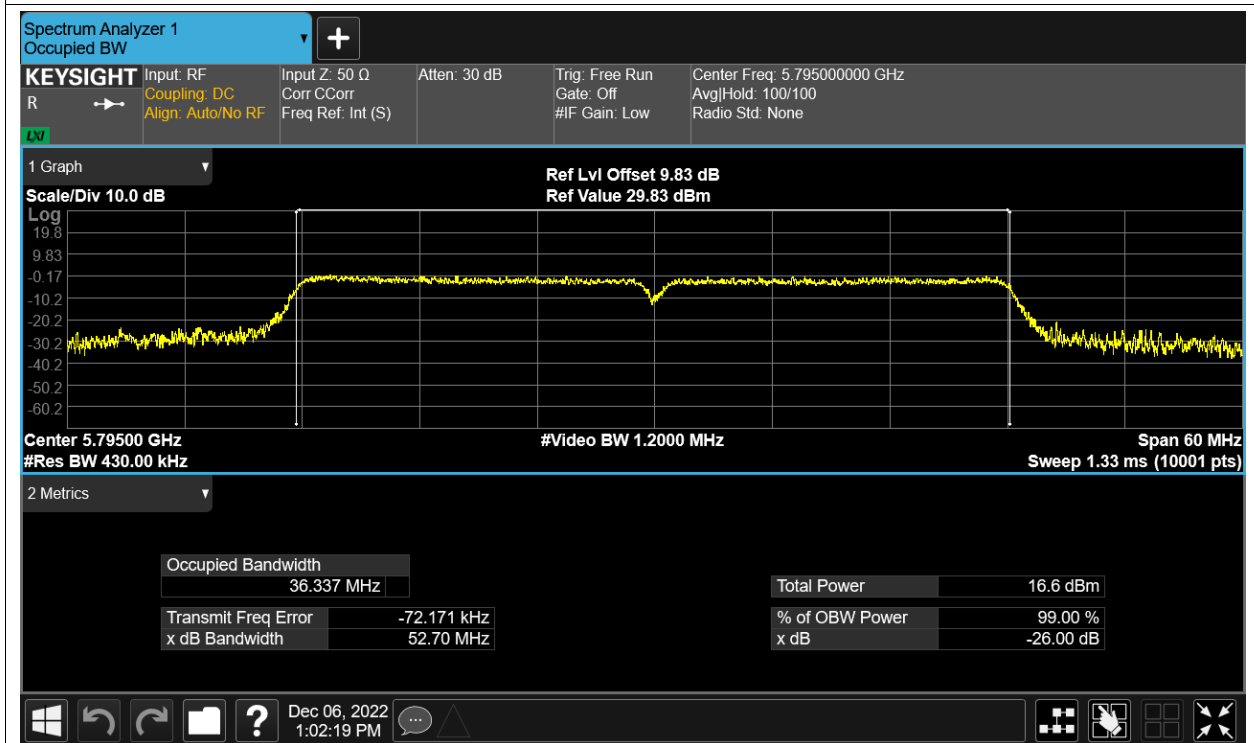 Spectrum Analyzer 1
Occupied BW
KEYSIGHT
R
LXI
Input: RF
Coupling: DC
Align: Auto/No RF
Input Z: 50 Ω
Corr CCorr
Freq Ref: Int (S)
Atten: 30 dB
Trig: Free Run
Gate: Off
#IF Gain: Low
Center Freq: 5.795000000 GHz
Avg|Hold: 100/100
Radio Std: None
1 Graph
Scale/Div 10.0 dB
Ref Lvl Offset 9.83 dB
Ref Value 29.83 dBm
Log
19.8
9.83
-0.17
-10.2
-20.2
-30.2
-40.2
-50.2
-60.2
Center 5.79500 GHz
#Video BW 1.2000 MHz
Span 60 MHz
#Res BW 430.00 kHz
Sweep 1.33 ms (10001 pts)
2 Metrics
Occupied Bandwidth
36.337 MHz
Transmit Freq Error -72.171 kHz
x dB Bandwidth 52.70 MHz
Total Power 16.6 dBm
% of OBW Power 99.00 %
x dB -26.00 dB
?
Dec 06, 2022
1:02:19 PM